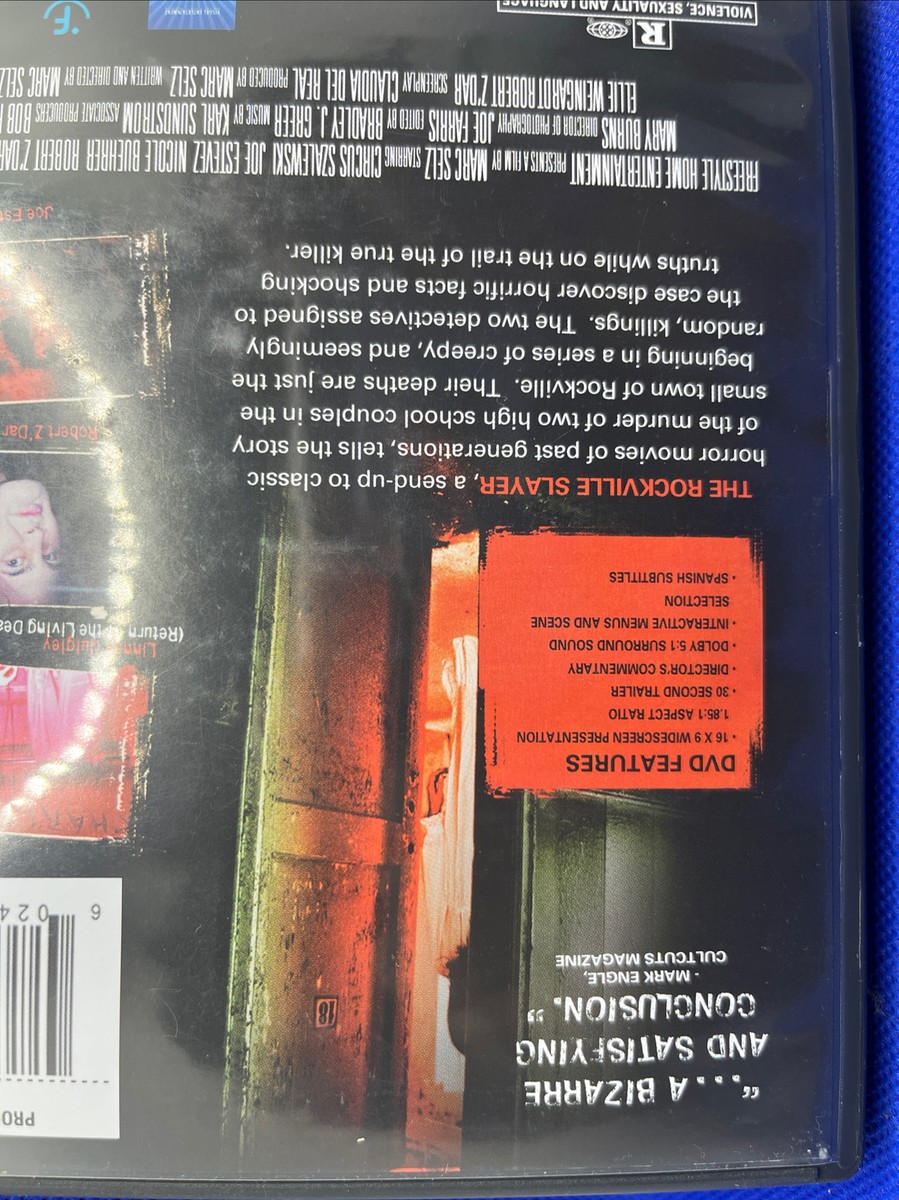 "...A BIZARRE
AND SATISFYING
CONCLUSION."
- MARK ENGLE,
CULTCUTS MAGAZINE
18
DVD FEATURES
• 16 X 9 WIDESCREEN PRESENTATION
1.85:1 ASPECT RATIO
• 30 SECOND TRAILER
• DIRECTOR'S COMMENTARY
• DOLBY 5:1 SURROUND SOUND
• INTERACTIVE MENUS AND SCENE
SELECTION
• SPANISH SUBTITLES
THE ROCKVILLE SLAYER, a send-up to classic
horror movies of past generations, tells the story
of the murder of two high school couples in the
small town of Rockville. Their deaths are just the
beginning in a series of creepy, and seemingly
random, killings. The two detectives assigned to
the case discover horrific facts and shocking
truths while on the trail of the true killer.
PRO
6 024
Quigley
(Return of the Living Dea
Robert Z'Dar
Joe Est
FREESTYLE HOME ENTERTAINMENT PRESENTS A FILM BY MARC SELZ STARRING CIRCUS SZALEWSKI JOE ESTEVEZ NICOLE BUEHRER ROBERT Z'DAR
MARY BURNS DIRECTOR OF PHOTOGRAPHY JOE FARRIS EDITED BY BRADLEY J. GREER MUSIC BY KARL SUNDSTROM ASSOCIATE PRODUCERS BOB
ELLIE WEINGARDT ROBERT Z'DAR SCREENPLAY CLAUDIA DEL REAL PRODUCED BY MARC SELZ WRITTEN AND DIRECTED BY MARC SELZ
R
VIOLENCE, SEXUALITY AND LANGUAGE